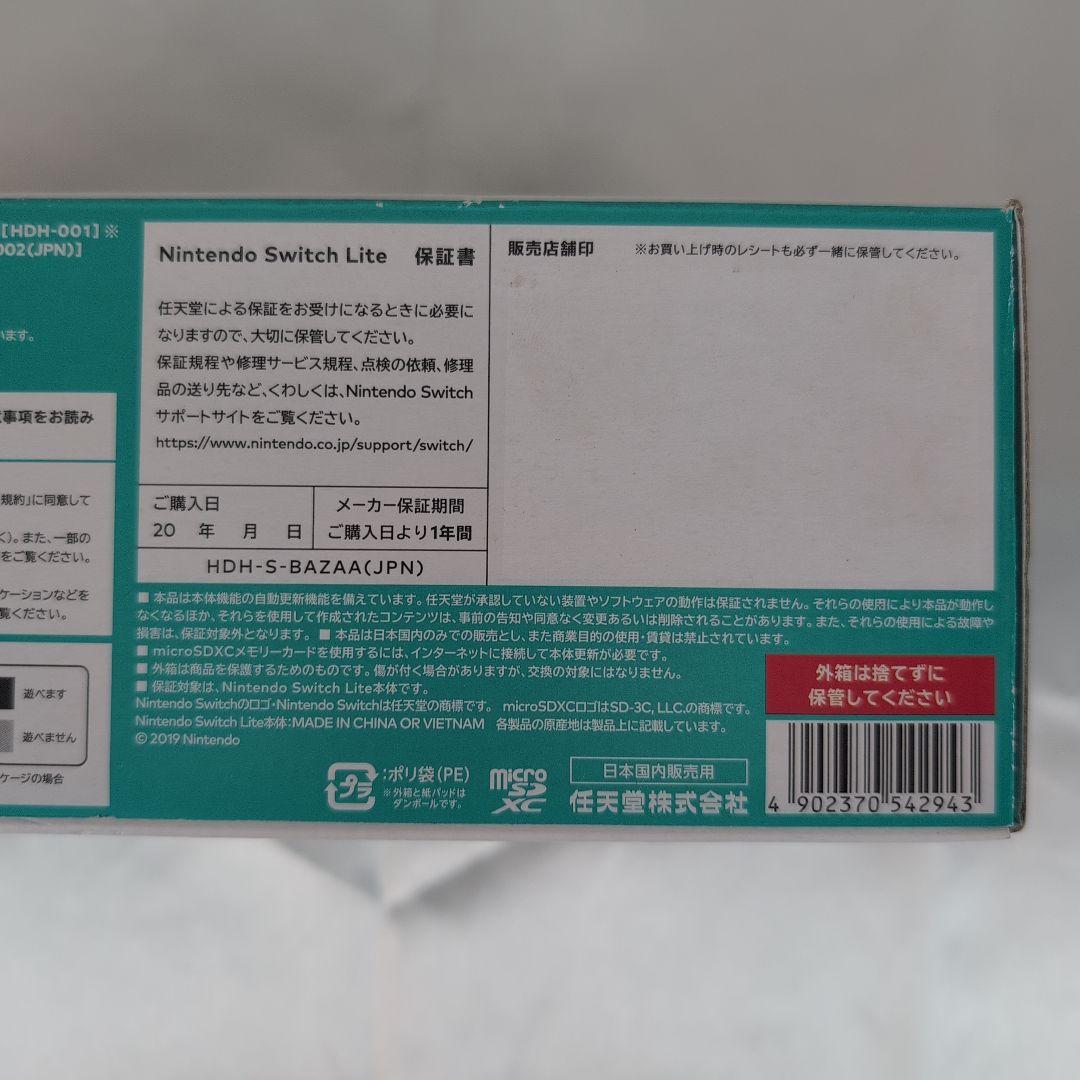 [HDH-001]※
002(JPN)]
います。
事項をお読み
規約」に同意して
く)。また、一部の
をご覧ください。
ケーションなどを
覧ください。
遊べます
遊べません
ケージの場合
Nintendo Switch Lite 保証書
任天堂による保証をお受けになるときに必要に
なりますので、大切に保管してください。
保証規程や修理サービス規程、点検の依頼、修理
品の送り先など、くわしくは、Nintendo Switch
サポートサイトをご覧ください。
https://www.nintendo.co.jp/support/switch/
ご購入日
20 年 月 日
メーカー保証期間
ご購入日より1年間
HDH-S-BAZAA(JPN)
販売店舗印 ※お買い上げ時のレシートも必ず一緒に保管してください。
■ 本品は本体機能の自動更新機能を備えています。任天堂が承認していない装置やソフトウェアの動作は保証されません。それらの使用により本品が動作し
なくなるほか、それらを使用して作成されたコンテンツは、事前の告知や同意なく変更あるいは削除されることがあります。また、それらの使用による故障や
損害は、保証対象外となります。 ■ 本品は日本国内のみでの販売とし、また商業目的の使用・賃貸は禁止されています。
■ microSDXCメモリーカードを使用するには、インターネットに接続して本体更新が必要です。
■ 外箱は商品を保護するためのものです。傷が付く場合がありますが、交換の対象にはなりません。
■ 保証対象は、Nintendo Switch Lite本体です。
Nintendo Switchのロゴ・Nintendo Switchは任天堂の商標です。 microSDXCロゴはSD-3C, LLC.の商標です。
Nintendo Switch Lite本体:MADE IN CHINA OR VIETNAM 各製品の原産地は製品上に記載しています。
© 2019 Nintendo
外箱は捨てずに
保管してください
プラ
:ポリ袋(PE)
※外箱と紙パッドは
ダンボールです。
micro
SD
XC
日本国内販売用
任天堂株式会社
4 902370 542943